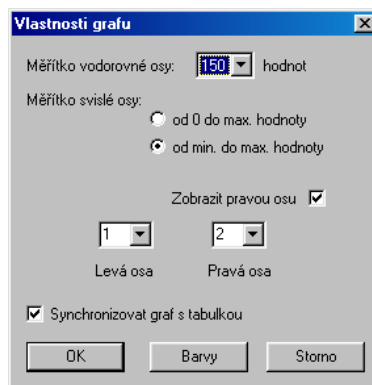 Vlastnosti grafu
Měřítko vodorovné osy: 150 hodnot
Měřítko svislé osy:
od 0 do max. hodnoty
od min. do max. hodnoty
Zobrazit pravou osu
1 2
Levá osa Pravá osa
Synchronizovat graf s tabulkou
OK Barvy Storno